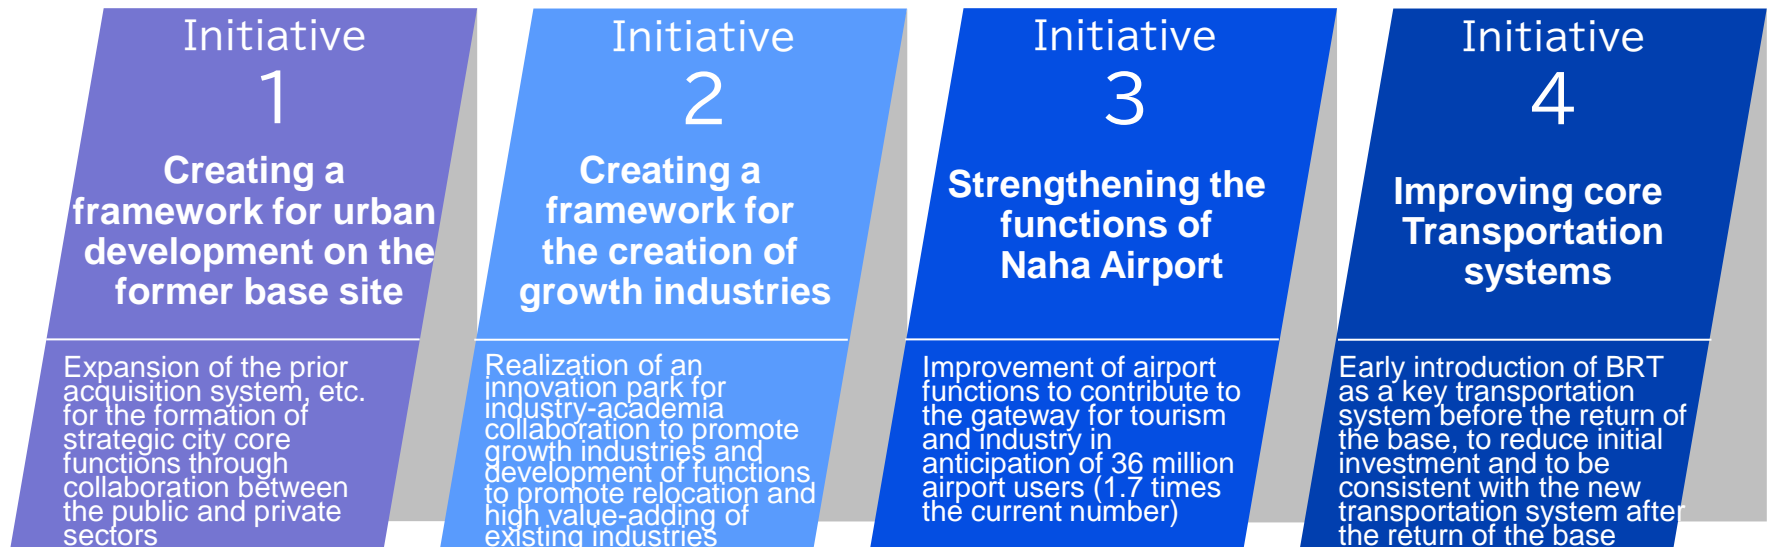 Initiative
1
Creating a
framework for urban
development on the
former base site
Expansion of the prior
acquisition system, etc.
for the formation of
strategic city core
functions through
collaboration between
the public and private
sectors
Initiative
2
Creating a
framework for
the creation of
growth industries
Realization of an
innovation park for
industry-academia
collaboration to promote
growth industries and
development of functions
to promote relocation and
high value-adding of
existing industries
Initiative
3
Strengthening the
functions of
Naha Airport
Improvement of airport
functions to contribute to
the gateway for tourism
and industry in
anticipation of 36 million
airport users (1.7 times
the current number)
Initiative
4
Improving core
Transportation
systems
Early introduction of BRT
as a key transportation
system before the return of
the base, to reduce initial
investment and to be
consistent with the new
transportation system after
the return of the base